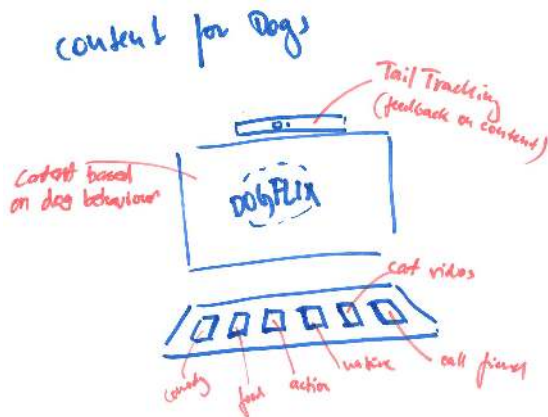 content for Dogs
Tail Tracking
(feedback on content)
Content based
on dog behaviour
DOGFLIX
cat videos
comedy
food
action
native
call friend